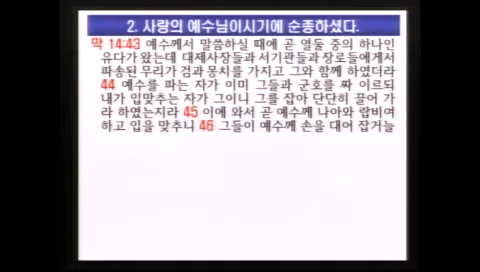 2. 사랑의 예수님이시기에 순종하셨다.
막 14:43 예수께서 말씀하실 때에 곧 열둘 중의 하나인
유다가 왔는데 대제사장들과 서기관들과 장로들에게서
파송된 무리가 검과 몽치를 가지고 그와 함께 하였더라
44 예수를 파는 자가 이미 그들과 군호를 짜 이르되
내가 입맞추는 자가 그이니 그를 잡아 단단히 끌어 가
라 하였는지라 45 이에 와서 곧 예수께 나아와 랍비여
하고 입을 맞추니 46 그들이 예수께 손을 대어 잡거늘